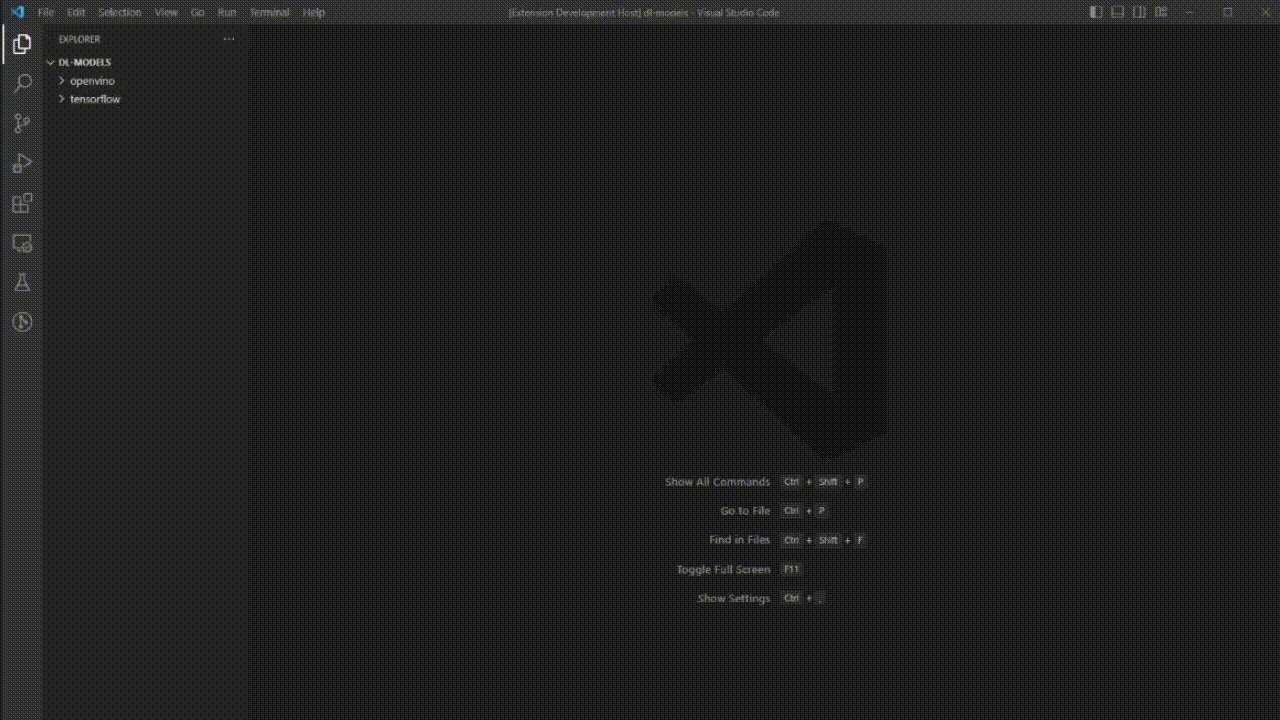 File Edit Selection View Go Run Terminal Help [Extension Development Host] dl-models - Visual Studio Code
EXPLORER
DL-MODELS
openvino
tensorflow
Show All Commands Ctrl + Shift + P
Go to File Ctrl + P
Find in Files Ctrl + Shift + F
Toggle Full Screen F11
Show Settings Ctrl + ,